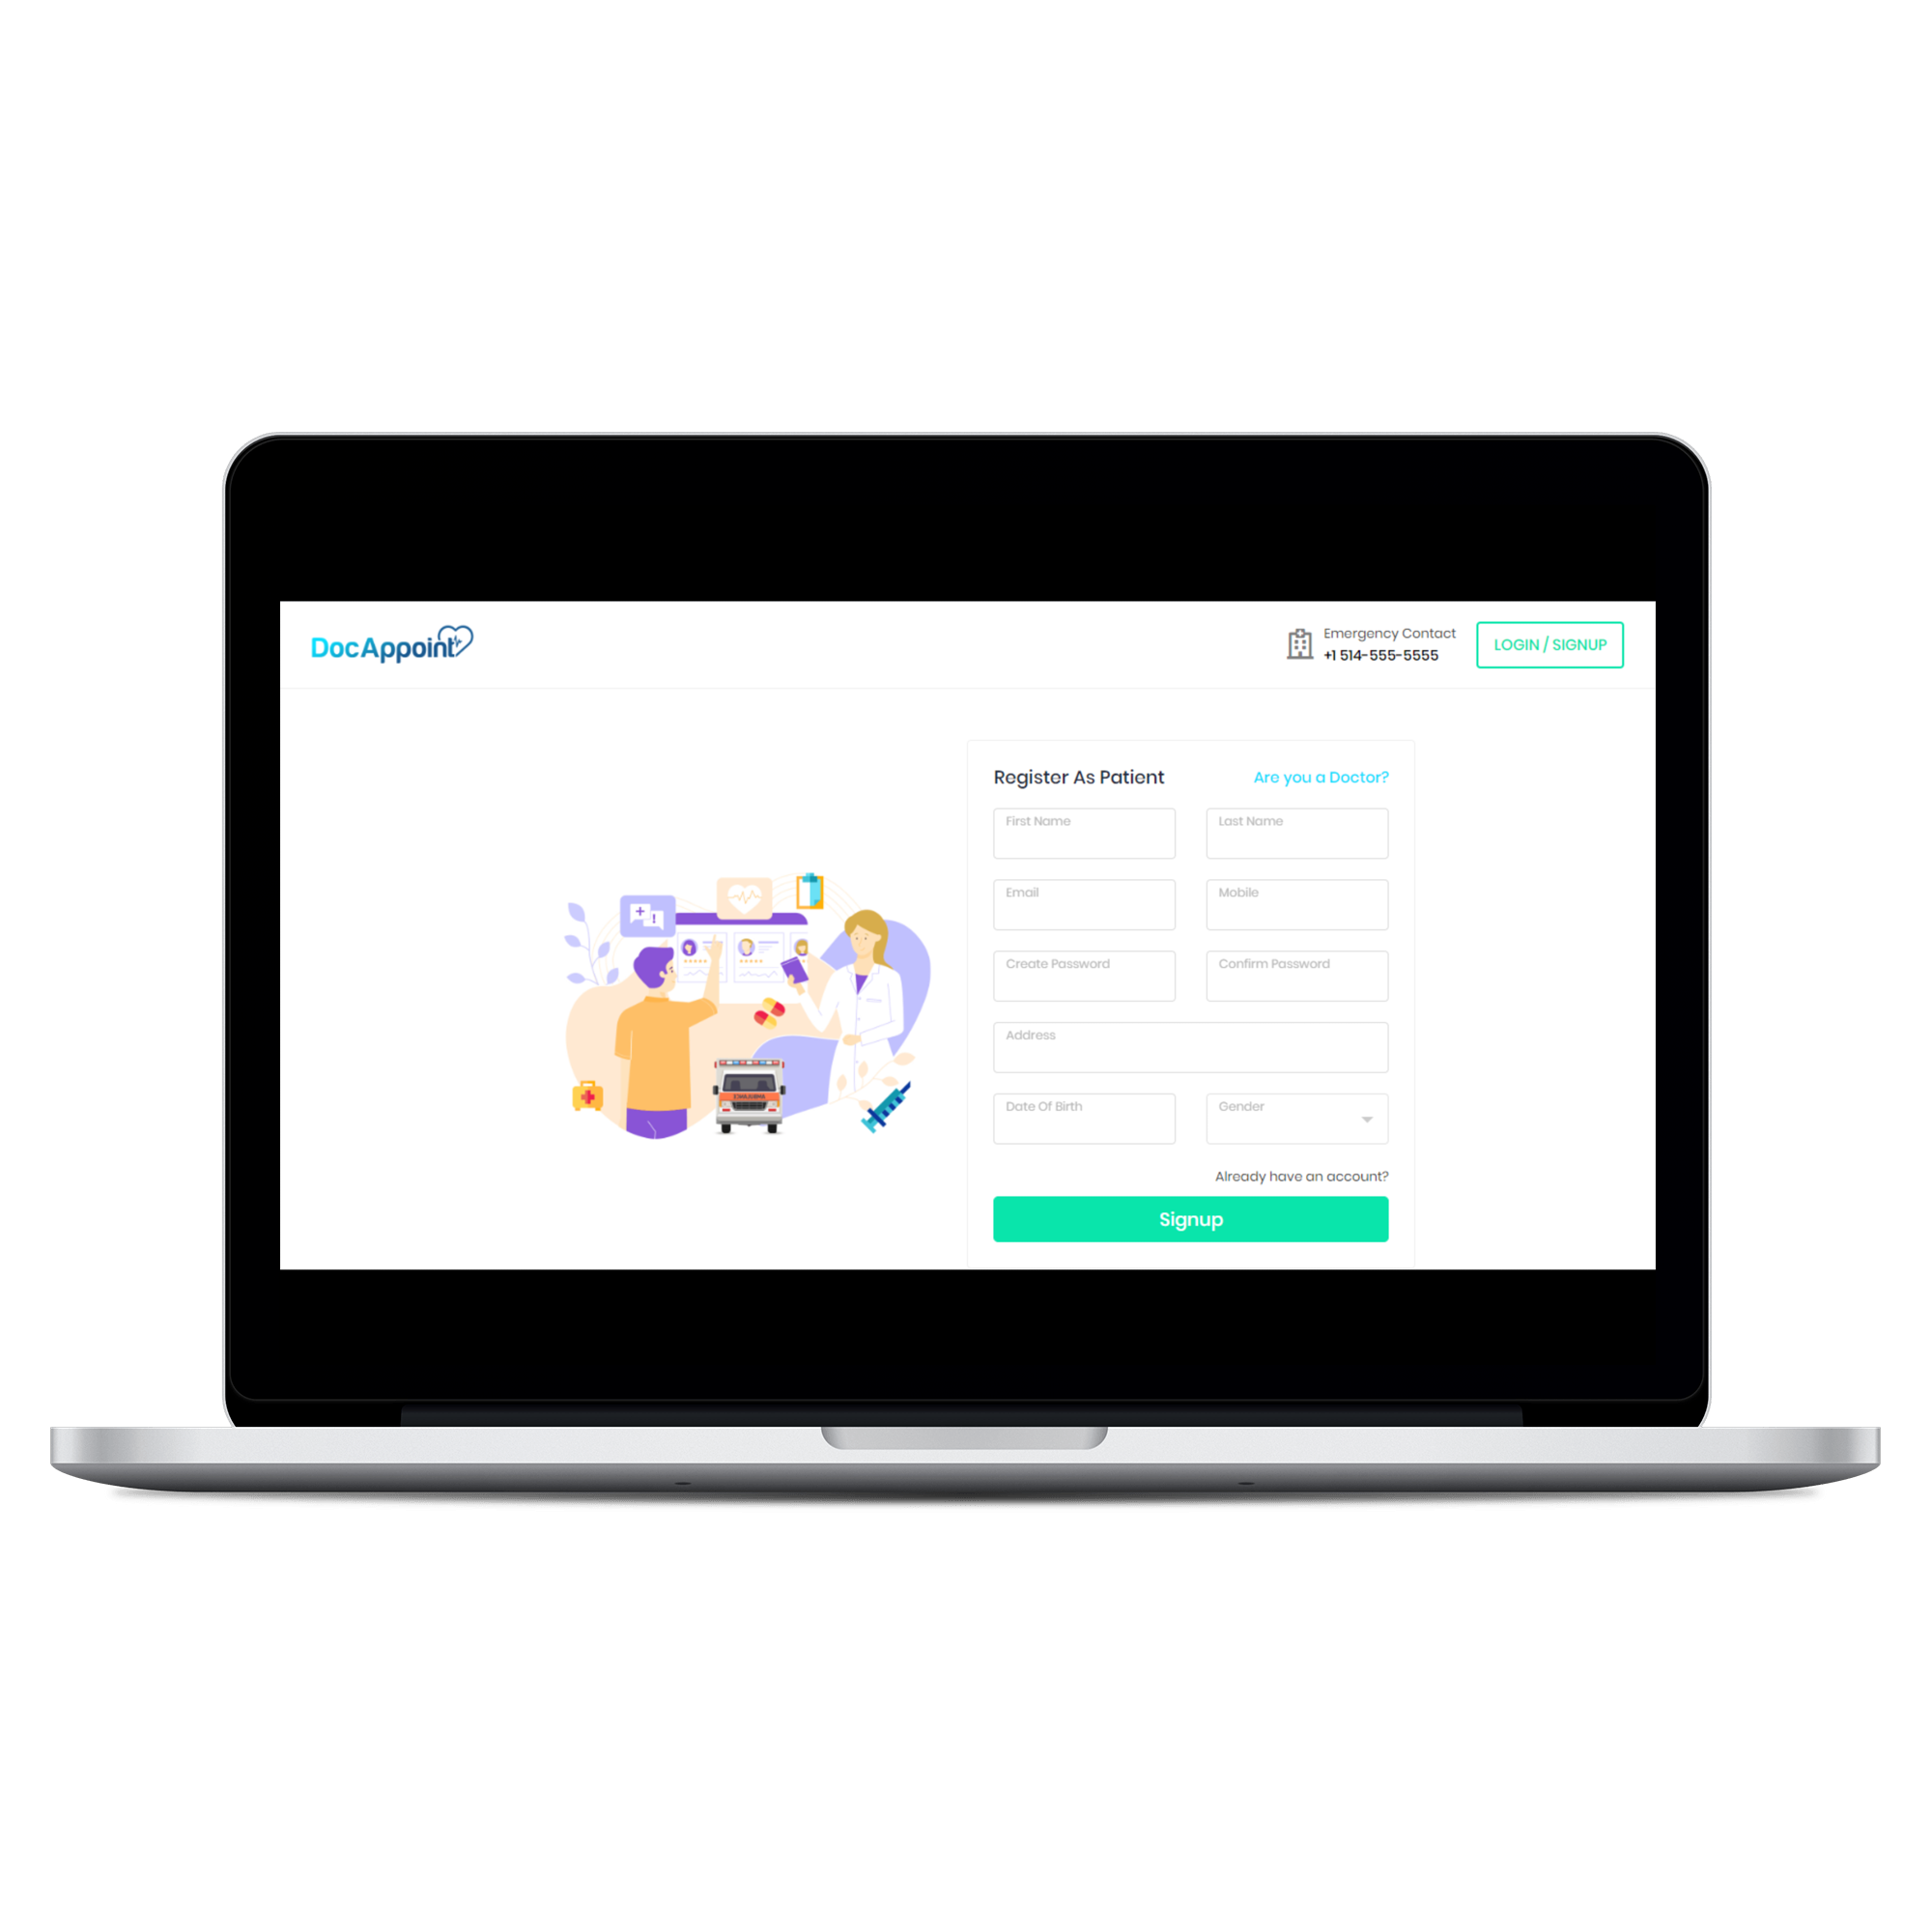 DocAppoint
Emergency Contact
+1 514-555-5555
LOGIN / SIGNUP
Register As Patient
Are you a Doctor?
First Name
Last Name
Email
Mobile
Create Password
Confirm Password
Address
Date Of Birth
Gender
Already have an account?
Signup